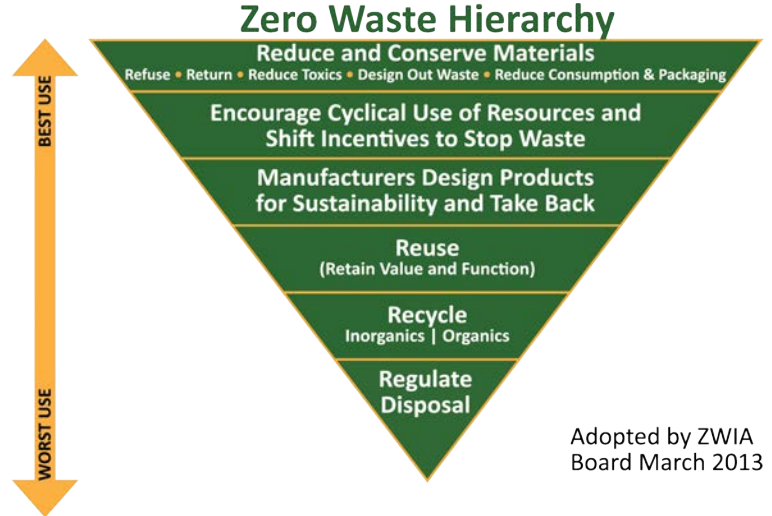 Zero Waste Hierarchy
BEST USE
WORST USE
Reduce and Conserve Materials
Refuse • Return • Reduce Toxics • Design Out Waste • Reduce Consumption & Packaging
Encourage Cyclical Use of Resources and
Shift Incentives to Stop Waste
Manufacturers Design Products
for Sustainability and Take Back
Reuse
(Retain Value and Function)
Recycle
Inorganics | Organics
Regulate
Disposal
Adopted by ZWIA
Board March 2013